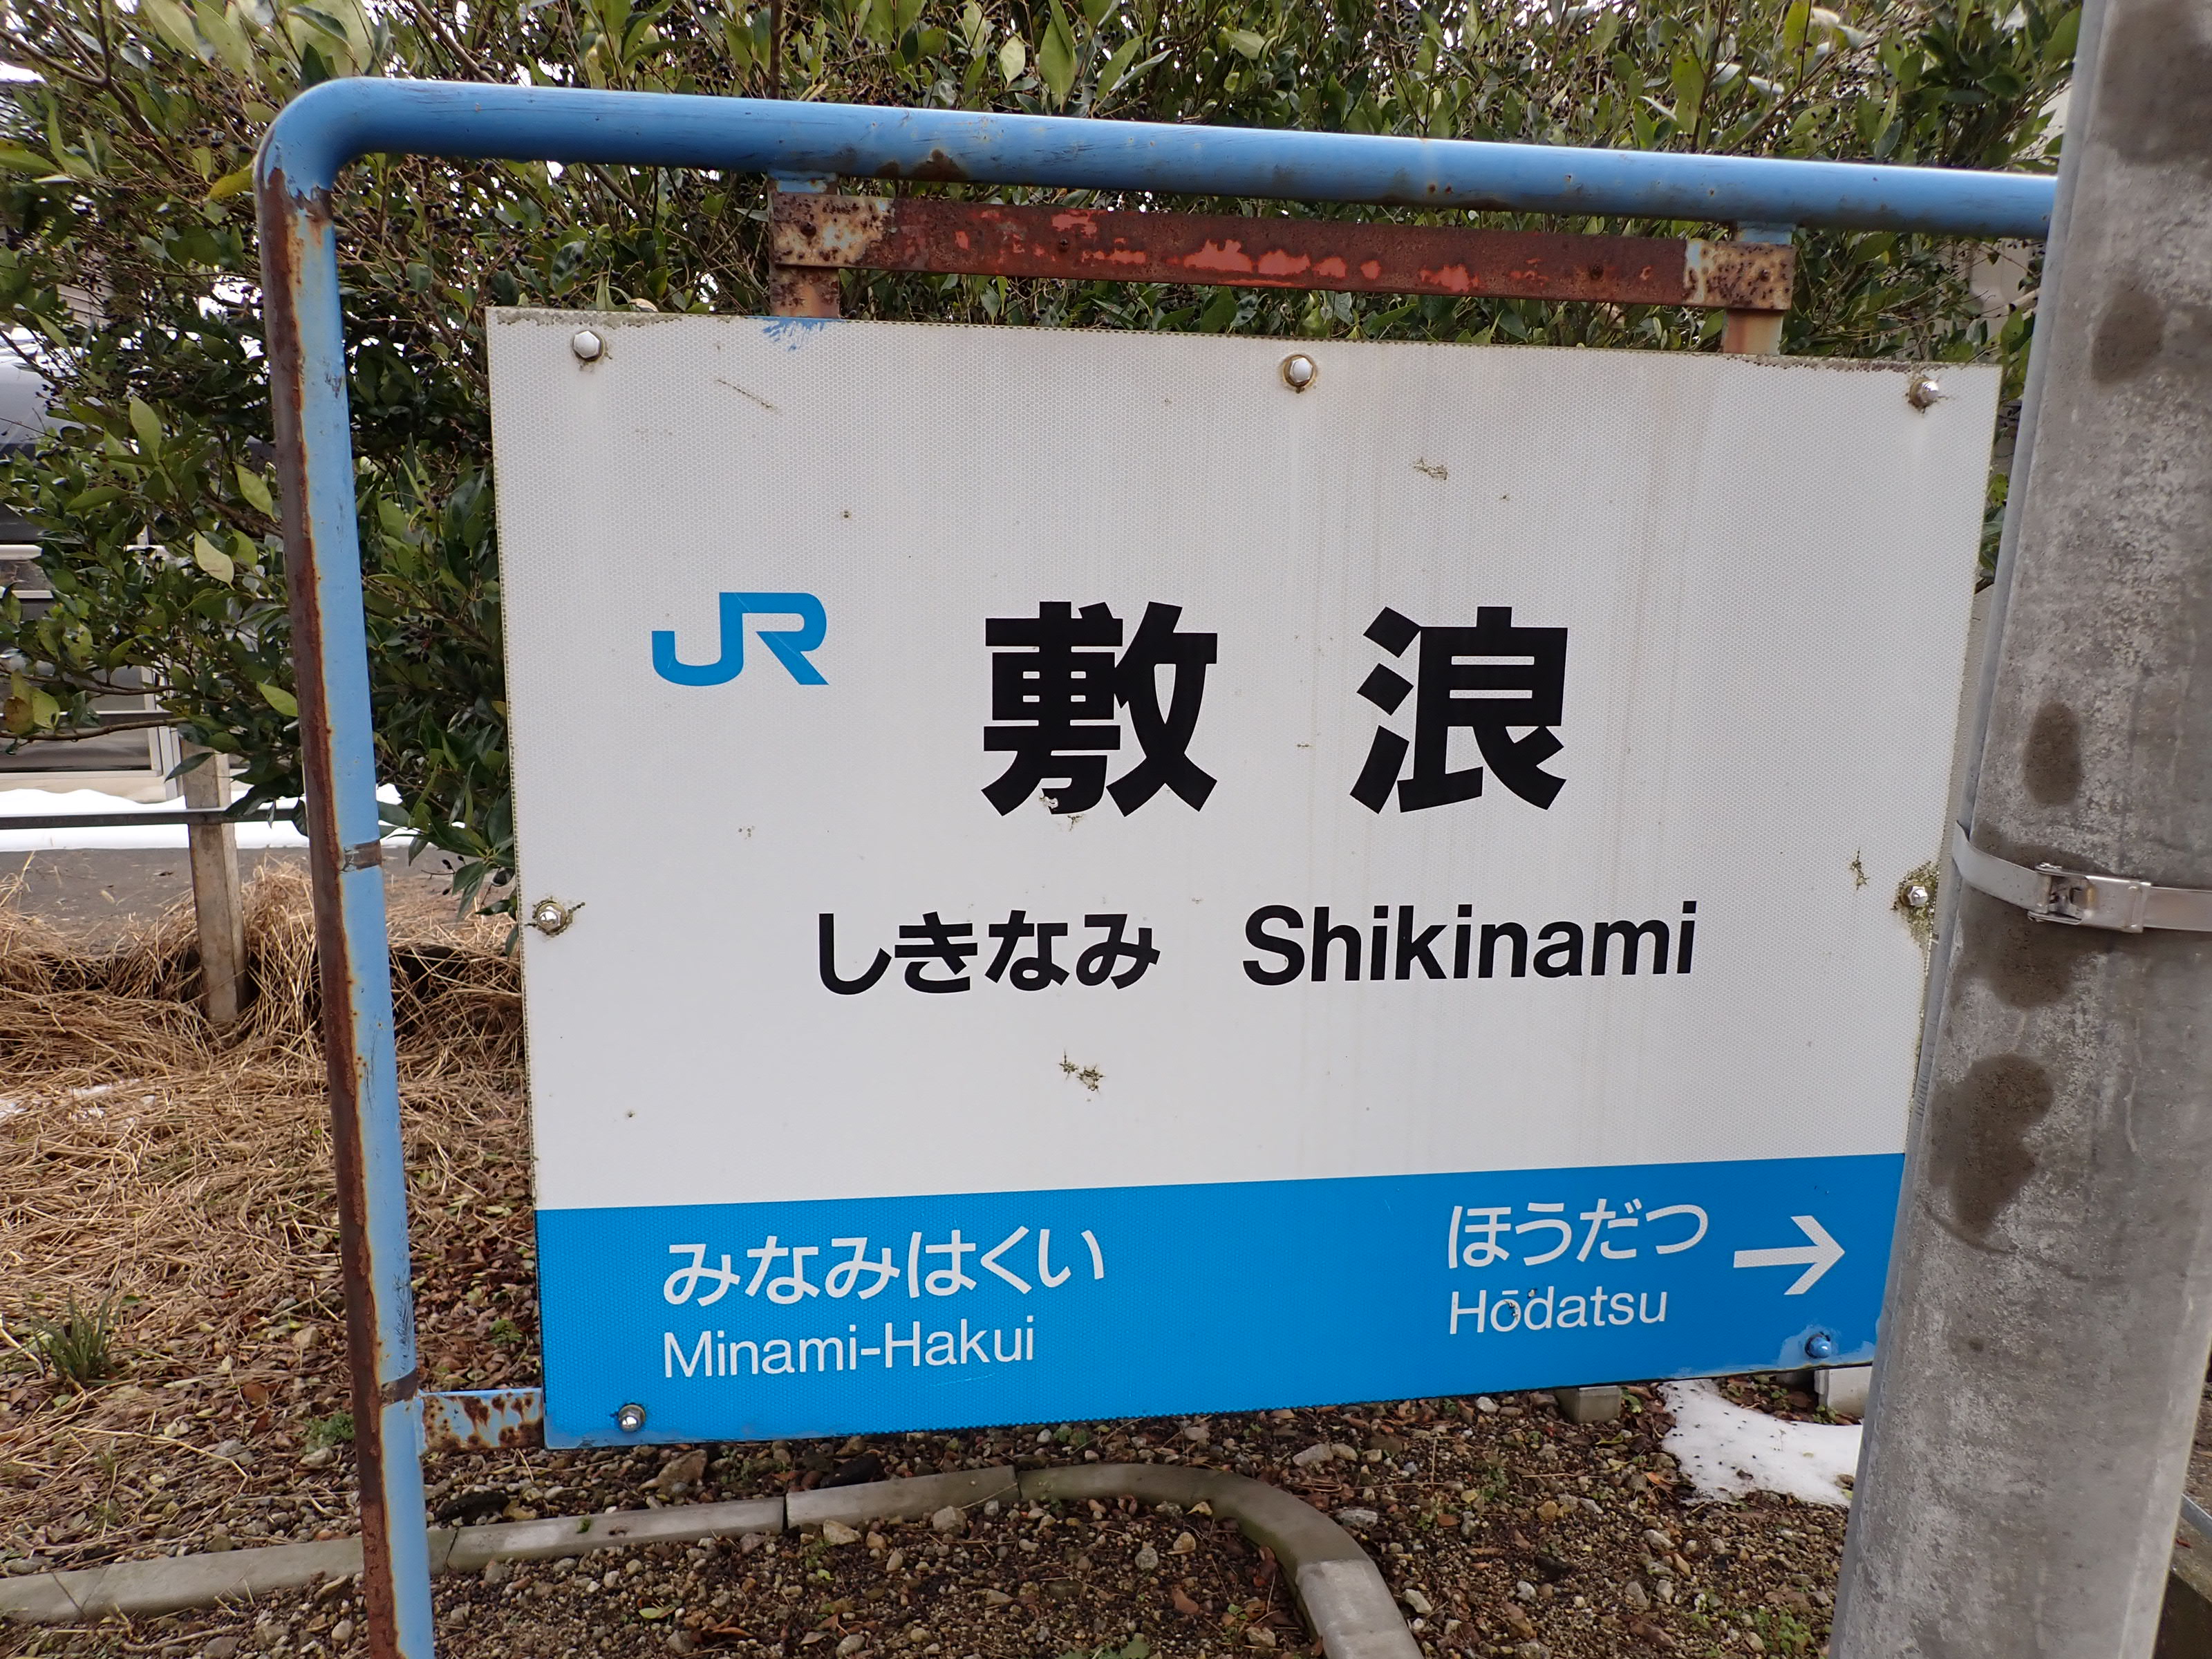 JR 敷浪
しきなみ Shikinami
みなみはくい
Minami-Hakui
ほうだつ →
Hōdatsu